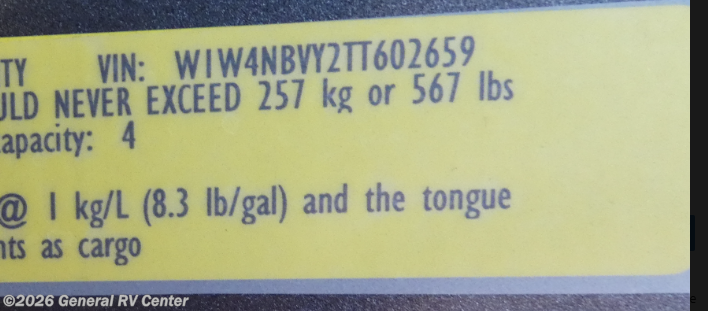 TY VIN: W1W4NBVY2TT602659
ULD NEVER EXCEED 257 kg or 567 lbs
apacity: 4
@ 1 kg/L (8.3 lb/gal) and the tongue
nts as cargo
©2026 General RV Center